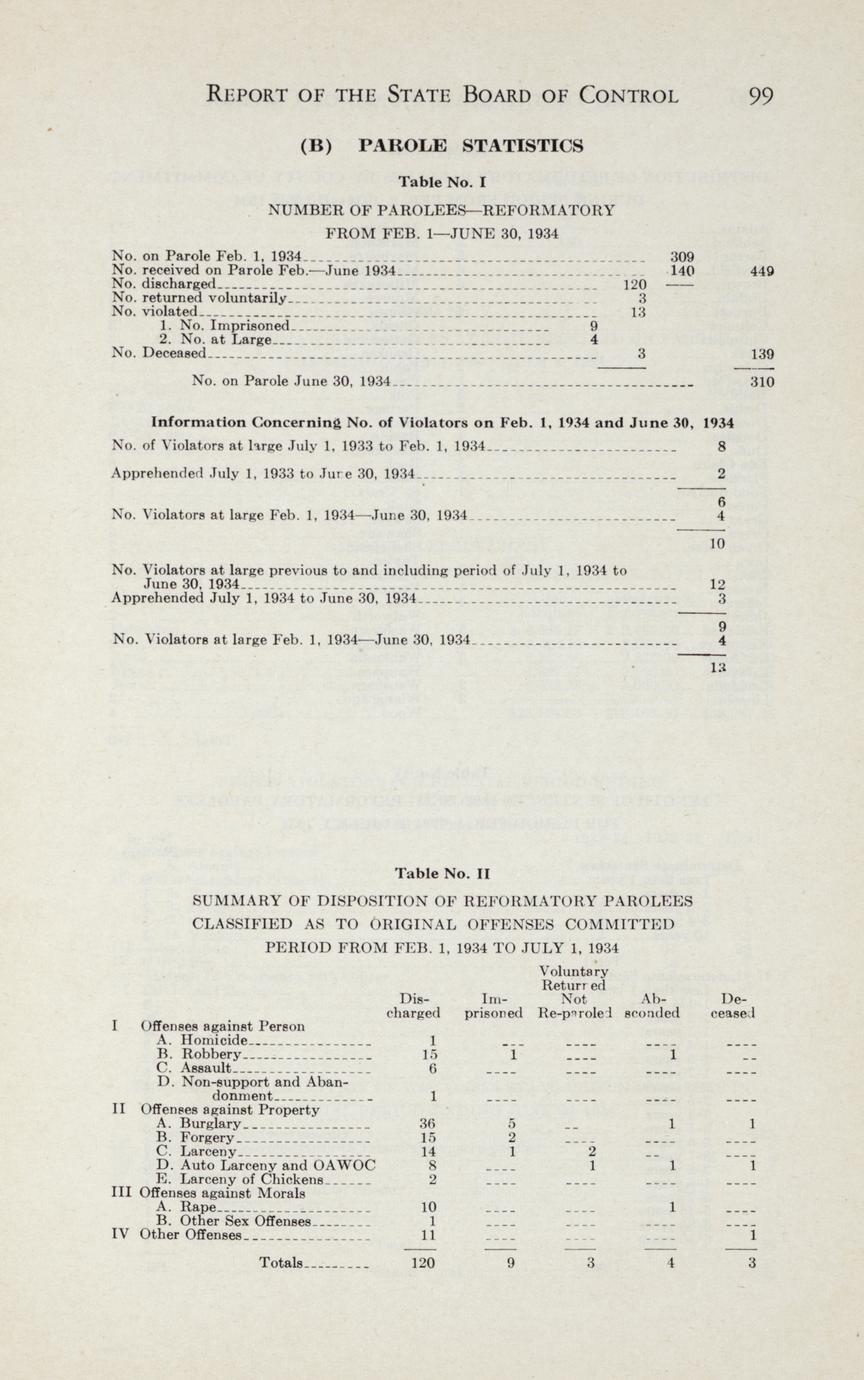 REPORT OF THE STATE BOARD OF CONTROL 99
(B) PAROLE STATISTICS
Table No. I
NUMBER OF PAROLEES—REFORMATORY
FROM FEB. 1—JUNE 30, 1934
No. on Parole Feb. 1, 1934 309
No. received on Parole Feb.—June 1934 140 449
No. discharged 120
No. returned voluntarily 3
No. violated 13
1. No. Imprisoned 9
2. No. at Large 4
No. Deceased 3 139
No. on Parole June 30, 1934 310
Information Concerning No. of Violators on Feb. 1, 1934 and June 30, 1934
No. of Violators at large July 1, 1933 to Feb. 1, 1934 8
Apprehended July 1, 1933 to June 30, 1934 2
6
No. Violators at large Feb. 1, 1934—June 30, 1934 4
10
No. Violators at large previous to and including period of July 1, 1934 to
June 30, 1934 12
Apprehended July 1, 1934 to June 30, 1934 3
9
No. Violators at large Feb. 1, 1934—June 30, 1934 4
13
Table No. II
SUMMARY OF DISPOSITION OF REFORMATORY PAROLEES
CLASSIFIED AS TO ORIGINAL OFFENSES COMMITTED
PERIOD FROM FEB. 1, 1934 TO JULY 1, 1934
Voluntary
Returned
Dis- Im- Not Ab- De-
charged prisoned Re-paroled sconded ceased
I Offenses against Person
A. Homicide 1 --- ---- ---- ----
B. Robbery 15 1 ---- 1 --
C. Assault 6 ---- ---- ---- ----
D. Non-support and Aban-
donment 1 ---- ---- ---- ----
II Offenses against Property
A. Burglary 36 5 -- 1 1
B. Forgery 15 2 ---- ---- ----
C. Larceny 14 1 2 -- ----
D. Auto Larceny and OAWOC 8 ---- 1 1 1
E. Larceny of Chickens 2 ---- ---- ---- ----
III Offenses against Morals
A. Rape 10 ---- ---- 1 ----
B. Other Sex Offenses 1 ---- ---- ---- ----
IV Other Offenses 11 ---- ---- ---- 1
Totals 120 9 3 4 3